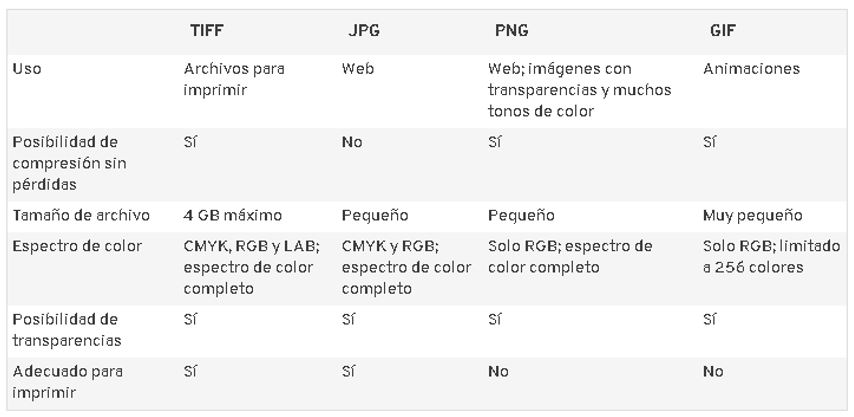 TIFF JPG PNG GIF
Uso Archivos para Web Web; imágenes con Animaciones
imprimir transparencias y muchos
tonos de color
Posibilidad de Sí No Sí Sí
compresión sin
pérdidas
Tamaño de archivo 4 GB máximo Pequeño Pequeño Muy pequeño
Espectro de color CMYK, RGB y LAB; CMYK y RGB; Solo RGB; espectro de Solo RGB; limitado
espectro de color espectro de color color completo a 256 colores
completo completo
Posibilidad de Sí Sí Sí Sí
transparencias
Adecuado para Sí Sí No No
imprimir